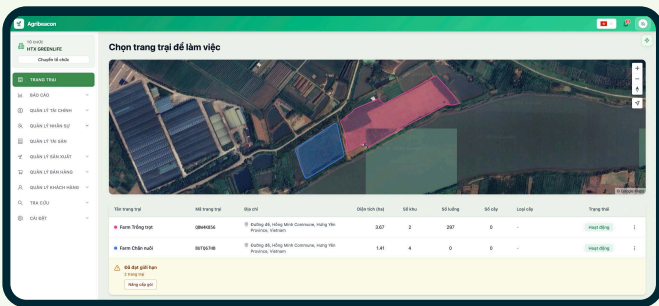 Agribeacon
TỔ CHỨC
HTX GREENLIFE
Chuyển tổ chức
TRANG TRẠI
BÁO CÁO
QUẢN LÝ TÀI CHÍNH
QUẢN LÝ NHÂN SỰ
QUẢN LÝ TÀI SẢN
QUẢN LÝ SẢN XUẤT
QUẢN LÝ BÁN HÀNG
QUẢN LÝ KHÁCH HÀNG
TRA CỨU
CÀI ĐẶT
Chọn trang trại để làm việc
© Google Maps
Tên trang trại Mã trang trại Địa chỉ Diện tích (ha) Số khu Số luống Số cây Loại cây Trạng thái
Farm Trồng trọt Đường đê, Hồng Minh Commune, Hưng Yên Province, Vietnam 3.67 2 297 0 - Hoạt động
Farm Chăn nuôi Đường đê, Hồng Minh Commune, Hưng Yên Province, Vietnam 1.41 4 0 0 - Hoạt động
Đã đạt giới hạn
2 trang trại
Nâng cấp gói